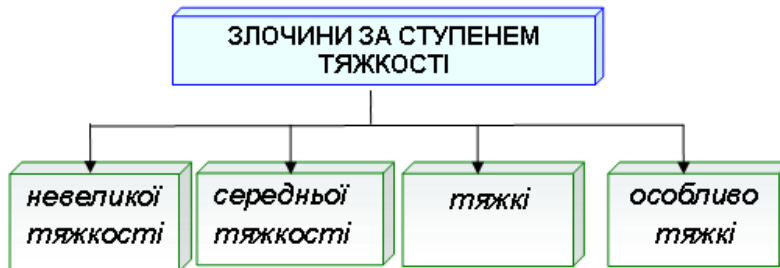 ЗЛОЧИНИ ЗА СТУПЕНЕМ
ТЯЖКОСТІ
невеликої
тяжкості
середньої
тяжкості
тяжкі
особливо
тяжкі